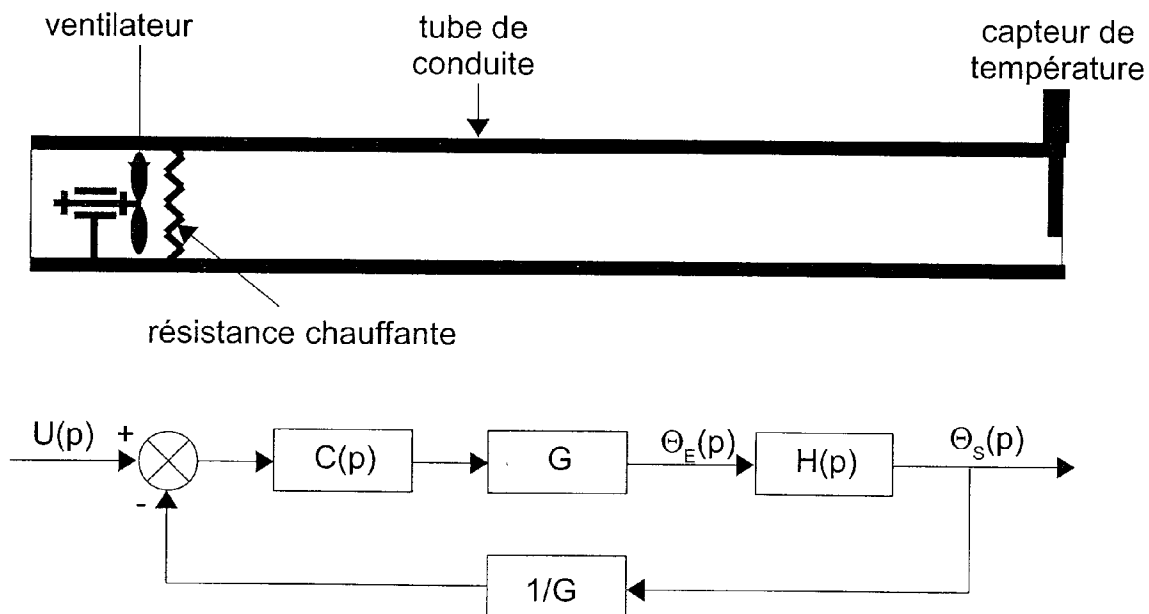 ventilateur
tube de
conduite
capteur de
température
résistance chauffante
U(p)
+
-
C(p)
G
Θ_E(p)
H(p)
Θ_S(p)
1/G